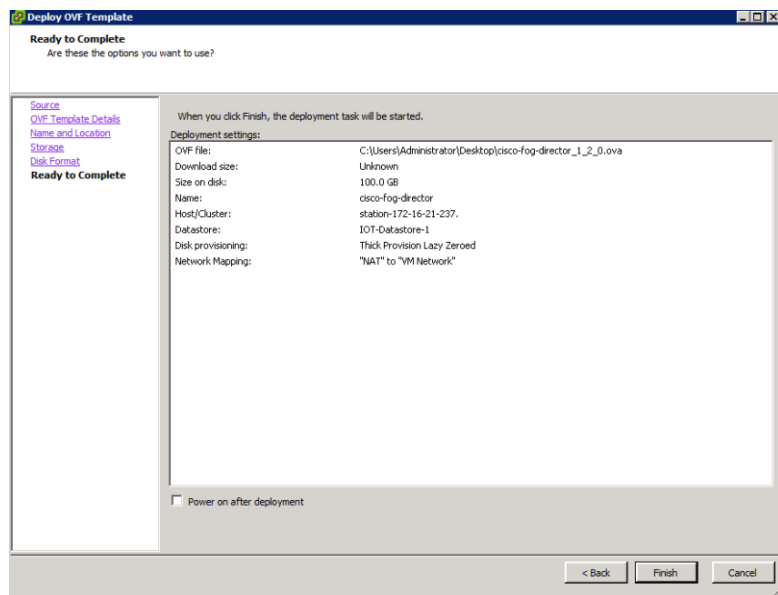 Deploy OVF Template
Ready to Complete
Are these the options you want to use?
Source
OVF Template Details
Name and Location
Storage
Disk Format
Ready to Complete
When you click Finish, the deployment task will be started.
Deployment settings:
OVF file: C:\Users\Administrator\Desktop\cisco-fog-director_1_2_0.ova
Download size: Unknown
Size on disk: 100.0 GB
Name: cisco-fog-director
Host/Cluster: station-172-16-21-237.
Datastore: IOT-Datastore-1
Disk provisioning: Thick Provision Lazy Zeroed
Network Mapping: "NAT" to "VM Network"
Power on after deployment
< Back Finish Cancel